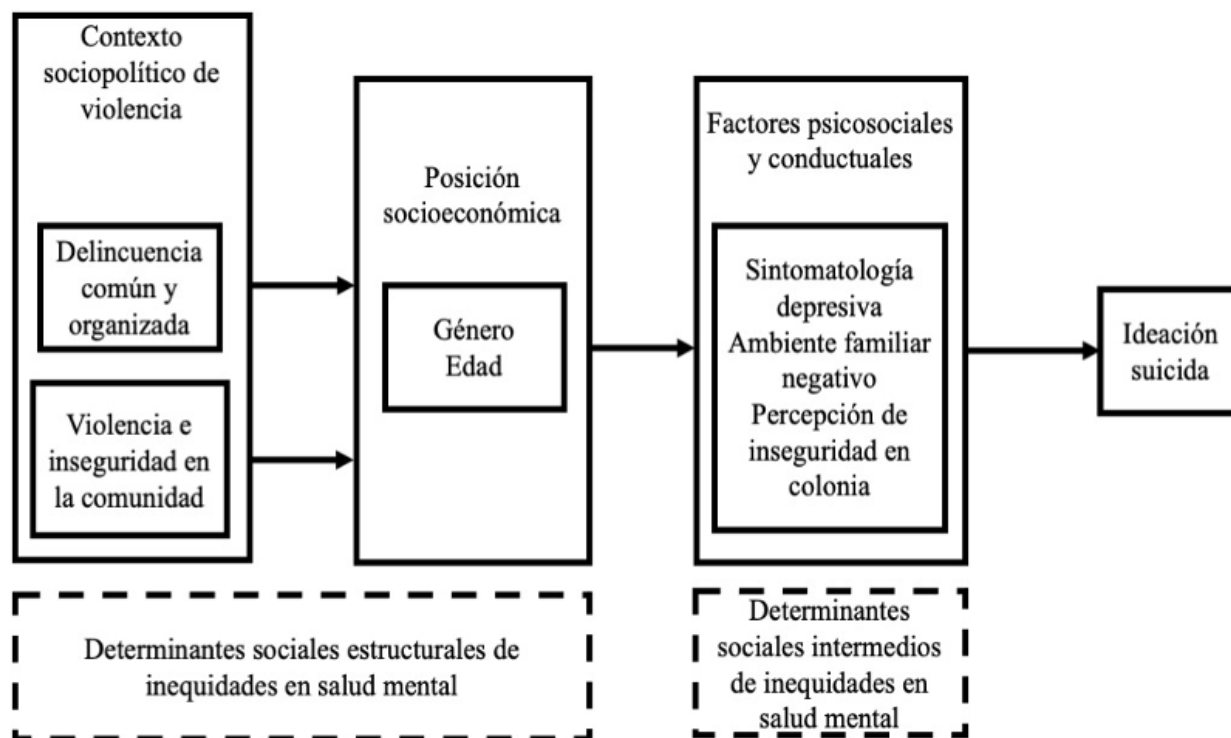 Contexto
sociopolítico de
violencia
Delincuencia
común y
organizada
Violencia e
inseguridad en
la comunidad
Posición
socioeconómica
Género
Edad
Factores psicosociales
y conductuales
Sintomatología
depresiva
Ambiente familiar
negativo
Percepción de
inseguridad en
colonia
Ideación
suicida
Determinantes sociales estructurales de
inequidades en salud mental
Determinantes
sociales intermedios
de inequidades en
salud mental